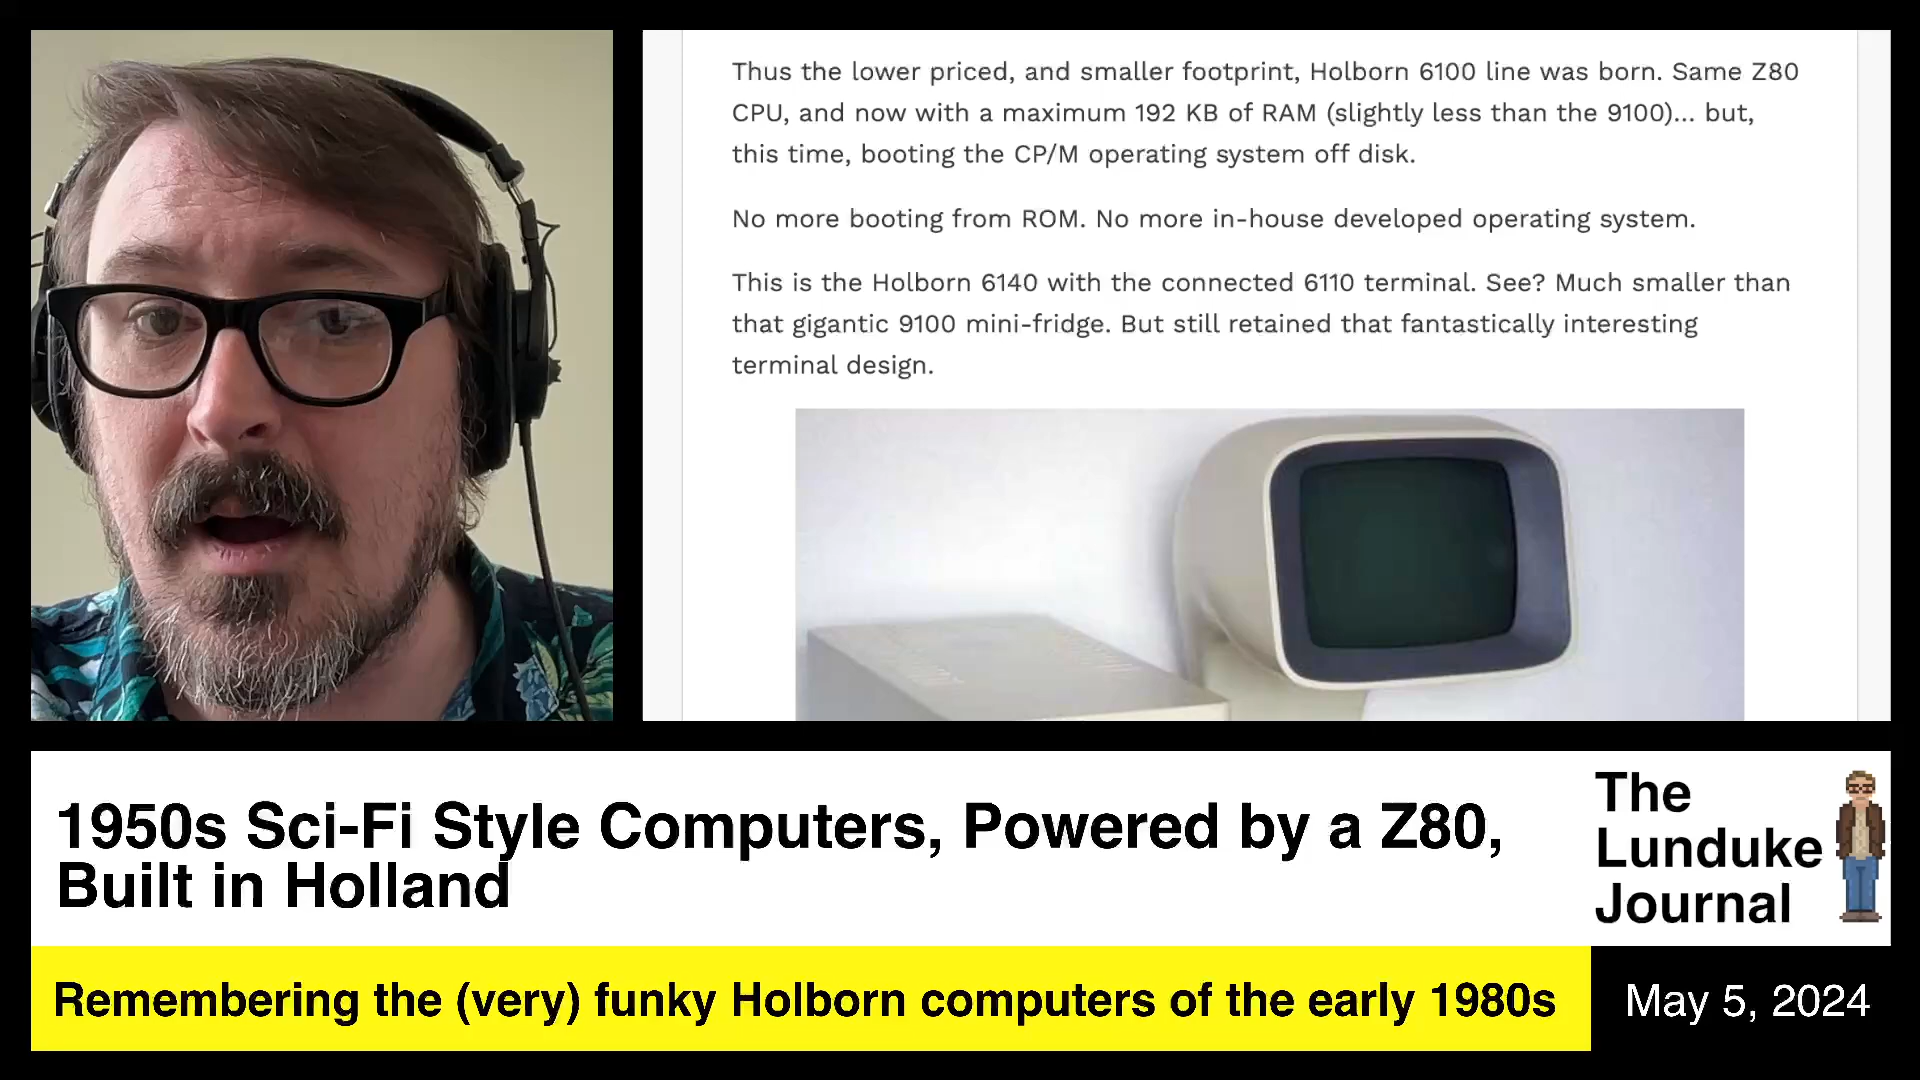 Thus the lower priced, and smaller footprint, Holborn 6100 line was born. Same Z80
CPU, and now with a maximum 192 KB of RAM (slightly less than the 9100)... but,
this time, booting the CP/M operating system off disk.
No more booting from ROM. No more in-house developed operating system.
This is the Holborn 6140 with the connected 6110 terminal. See? Much smaller than
that gigantic 9100 mini-fridge. But still retained that fantastically interesting
terminal design.
1950s Sci-Fi Style Computers, Powered by a Z80,
Built in Holland
The
Lunduke
Journal
Remembering the (very) funky Holborn computers of the early 1980s
May 5, 2024